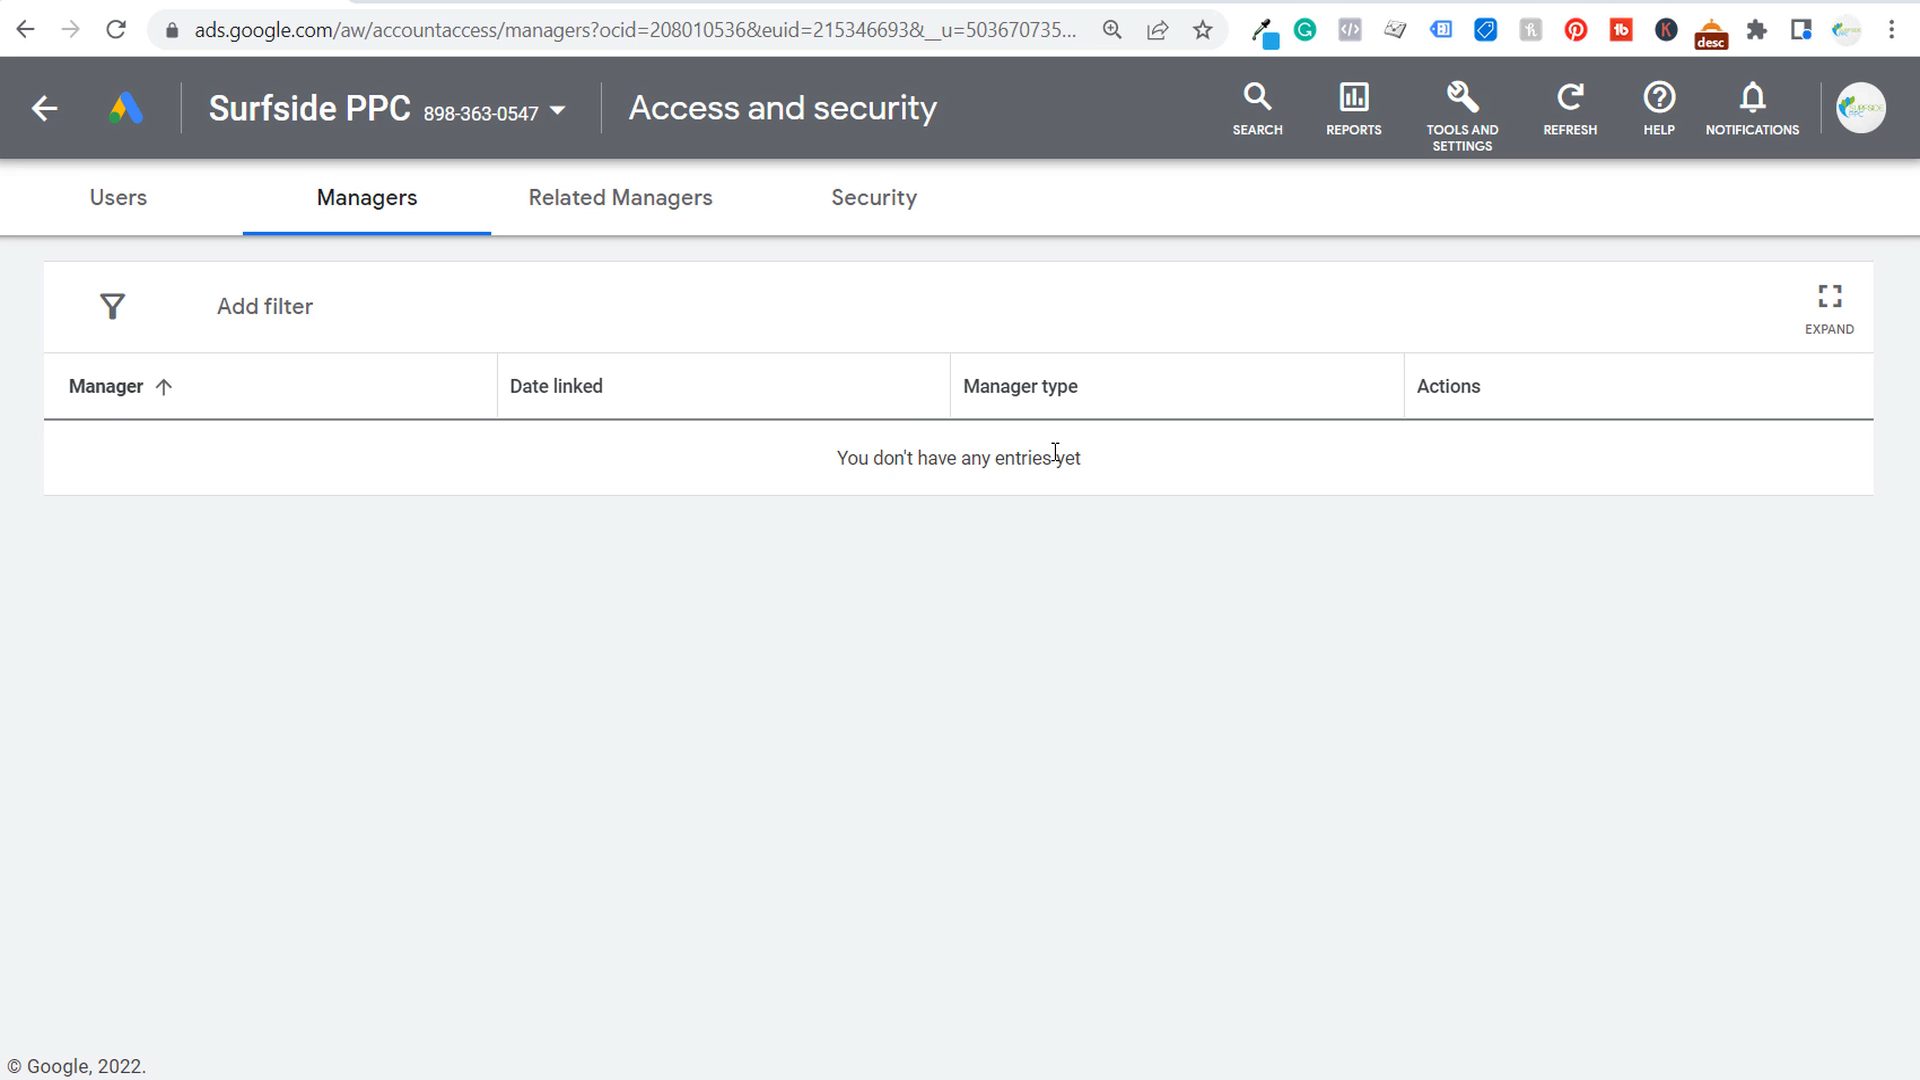 ads.google.com/aw/accountaccess/managers?ocid=208010536&euid=215346693&__u=503670735...
desc
Surfside PPC 898-363-0547
Access and security
SEARCH
REPORTS
TOOLS AND
SETTINGS
REFRESH
HELP
NOTIFICATIONS
Users
Managers
Related Managers
Security
Add filter
EXPAND
Manager
Date linked
Manager type
Actions
You don't have any entries yet
© Google, 2022.